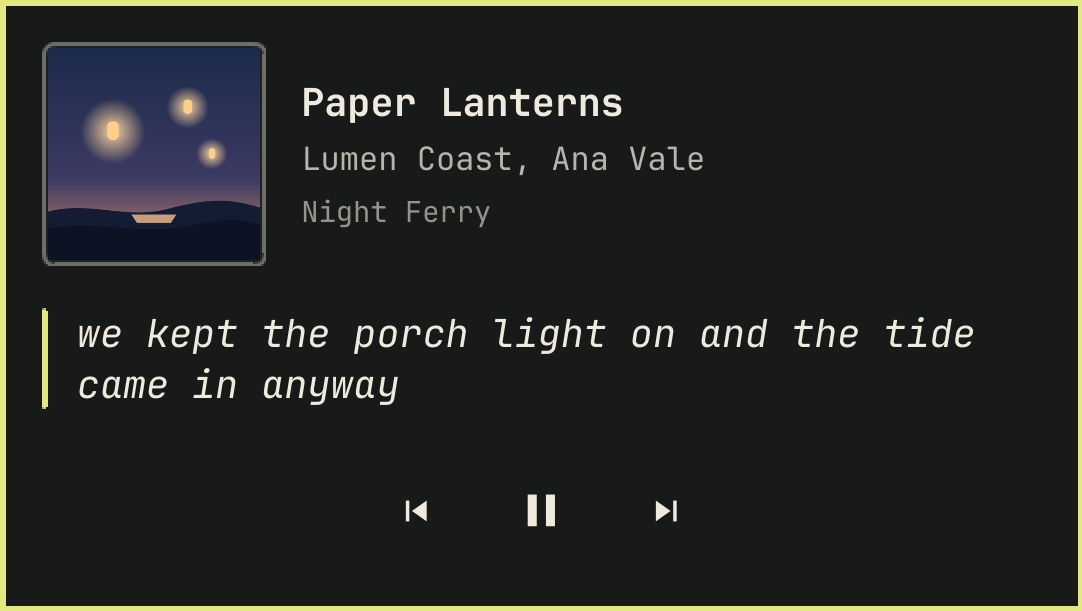 Paper Lanterns
Lumen Coast, Ana Vale
Night Ferry
we kept the porch light on and the tide
came in anyway